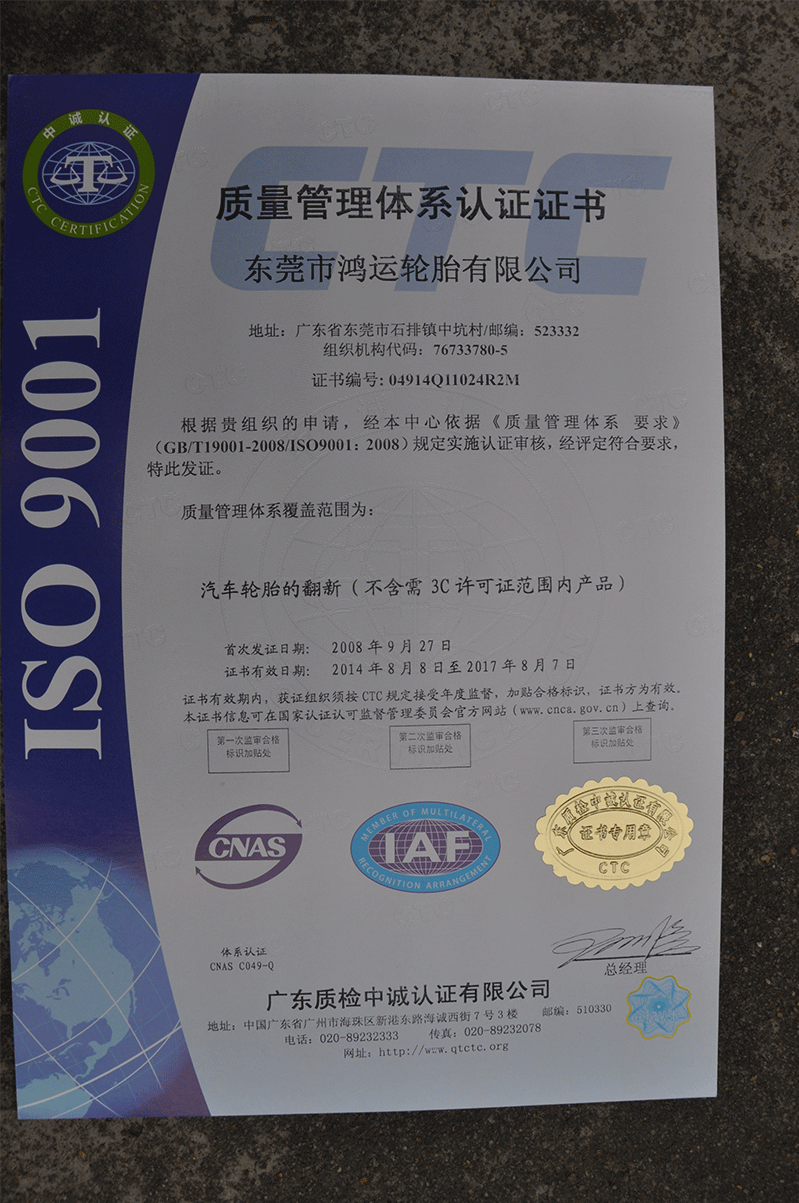 中诚认证
CTC CERTIFICATION
ISO 9001
CTC
质量管理体系认证证书
东莞市鸿运轮胎有限公司
地址：广东省东莞市石排镇中坑村/邮编：523332
组织机构代码：76733780-5
证书编号: 04914Q11024R2M
根据贵组织的申请，经本中心依据《质量管理体系 要求》
（GB/T19001-2008/ISO9001：2008）规定实施认证审核，经评定符合要求，
特此发证。
质量管理体系覆盖范围为：
汽车轮胎的翻新（不含需 3C 许可证范围内产品）
首次发证日期： 2008 年 9 月 27 日
证书有效日期： 2014 年 8 月 8 日至 2017 年 8 月 7 日
证书有效期内，获证组织须按 CTC 规定接受年度监督，加贴合格标识，证书方为有效。
本证书信息可在国家认证认可监督管理委员会官方网站（www.cnca.gov.cn）上查询。
第一次监审合格
标识加贴处
第二次监审合格
标识加贴处
第三次监审合格
标识加贴处
CNAS
MEMBER OF MULTILATERAL
IAF
RECOGNITION ARRANGEMENT
广东质检中诚认证有限公司
证书专用章
CTC
体系认证
CNAS C049-Q
总经理
广东质检中诚认证有限公司
地址：中国广东省广州市海珠区新港东路海诚西街 7 号 3 楼 邮编：510330
电话：020-89232333 传真：020-89232078
网址：http://www.qtctc.org